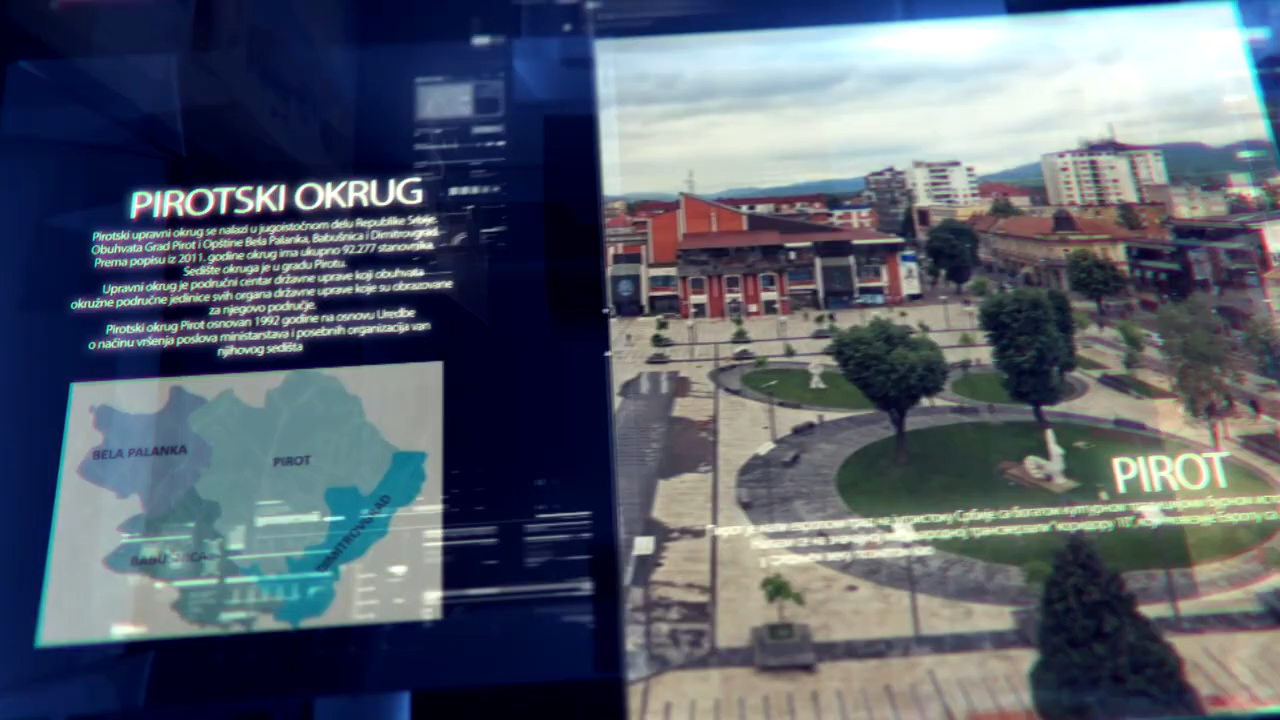 PIROTSKI OKRUG
Pirotski upravni okrug se nalazi u jugoistočnom delu Republike Srbije.
Obuhvata Grad Pirot i Opštine Bela Palanka, Babušnica i Dimitrovgrad.
Prema popisu iz 2011. godine okrug ima ukupno 92.277 stanovnika.
Sedište okruga je u gradu Pirotu.
Upravni okrug je područni centar državne uprave koji obuhvata
okružne područne jedinice svih organa državne uprave koje su obrazovane
za njegovo područje.
Pirotski okrug Pirot osnovan 1992 godine na osnovu Uredbe
o načinu vršenja poslova ministarstava i posebnih organizacija van
njihovog sedišta
BELA PALANKA
PIROT
DIMITROVGRAD
BABUŠNICA
PIROT